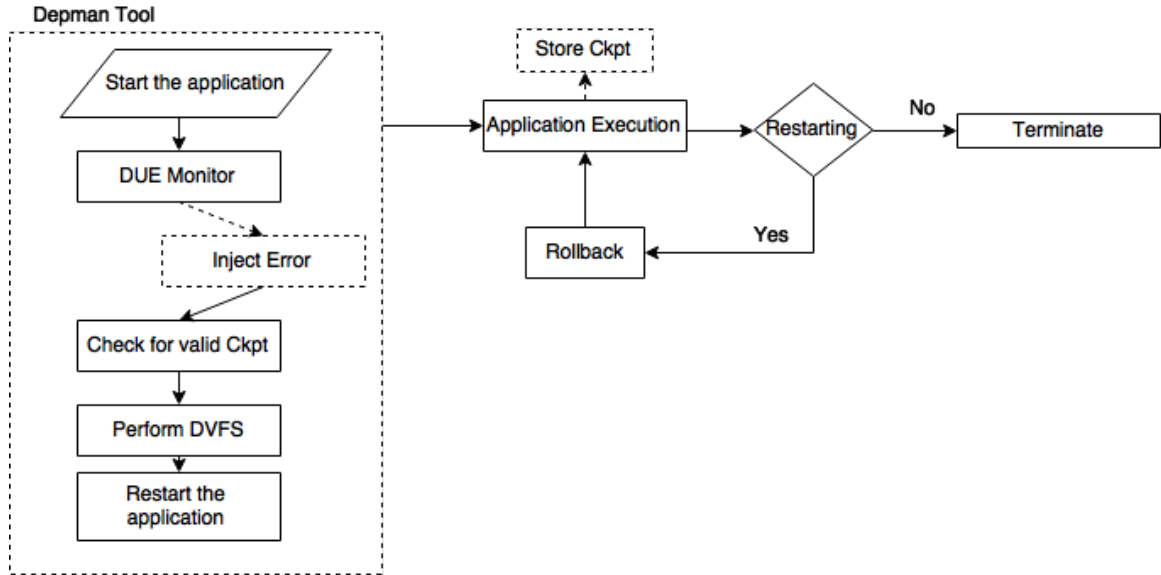 Depman Tool
Start the application
DUE Monitor
Inject Error
Check for valid Ckpt
Perform DVFS
Restart the
application
Store Ckpt
Application Execution
Restarting
No
Terminate
Yes
Rollback